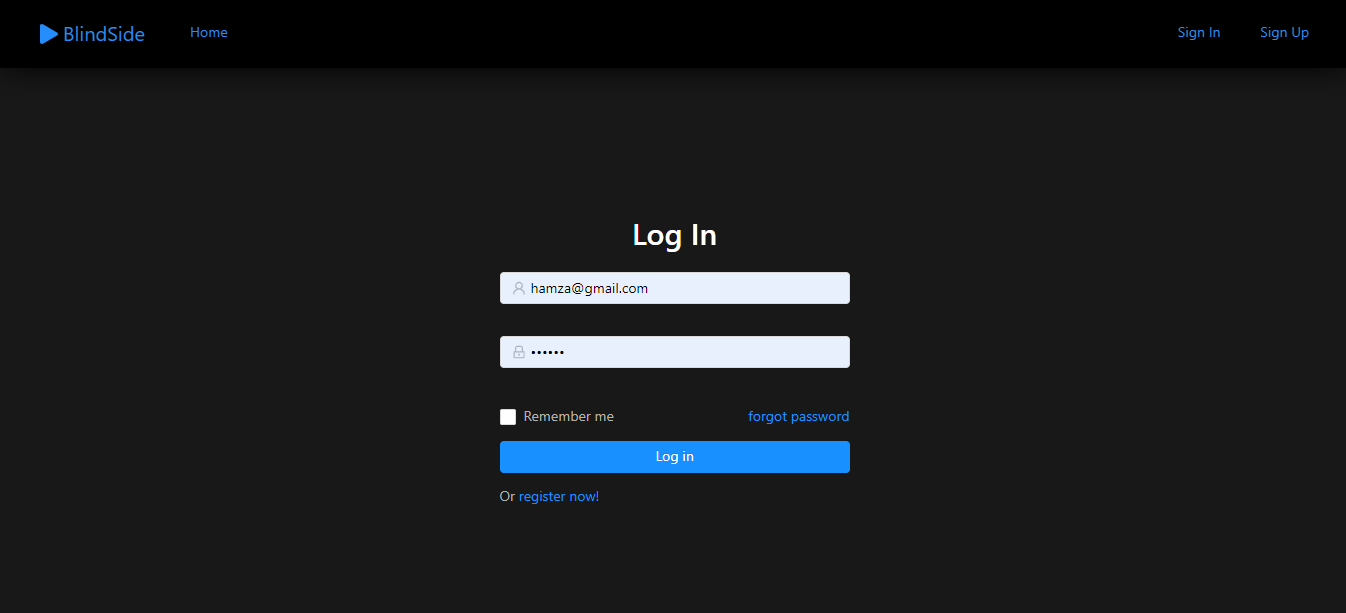 BlindSide Home Sign In Sign Up
Log In
hamza@gmail.com
••••••
Remember me forgot password
Log in
Or register now!